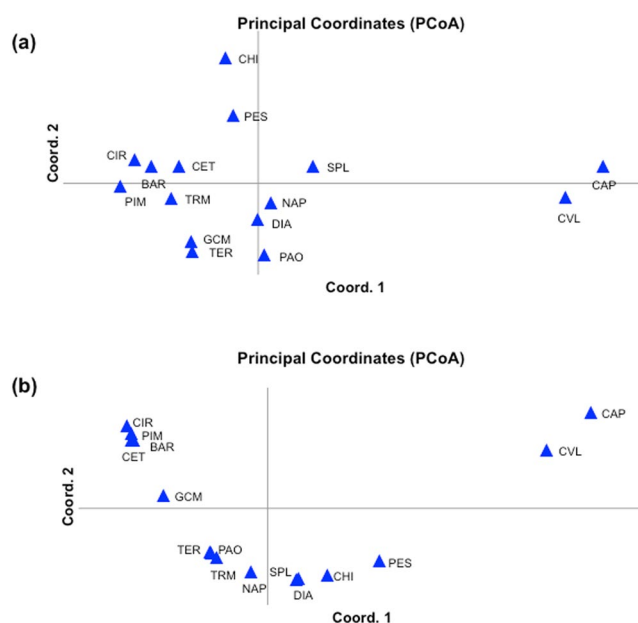 Principal Coordinates (PCoA)
(a)
CHI
PES
Coord. 2
CIR
BAR
CET
SPL
CAP
PIM
TRM
NAP
CVL
DIA
GCM
TER
PAO
Coord. 1
Principal Coordinates (PCoA)
(b)
CIR
PIM
BAR
CET
CAP
CVL
Coord. 2
GCM
TER
PAO
TRM
NAP
SPL
DIA
CHI
PES
Coord. 1